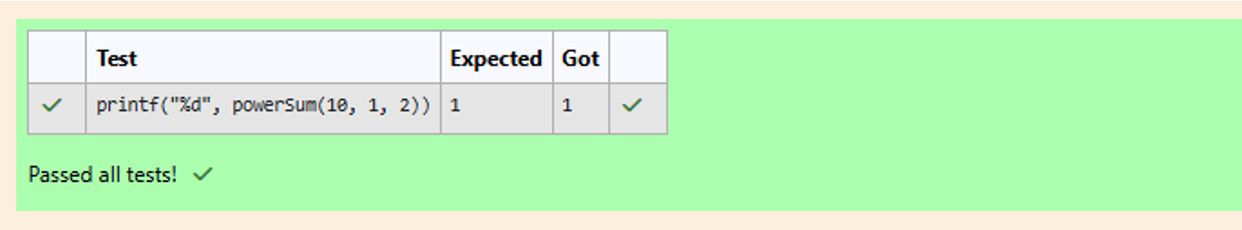 Test Expected Got
printf("%d", powerSum(10, 1, 2)) 1 1
Passed all tests!